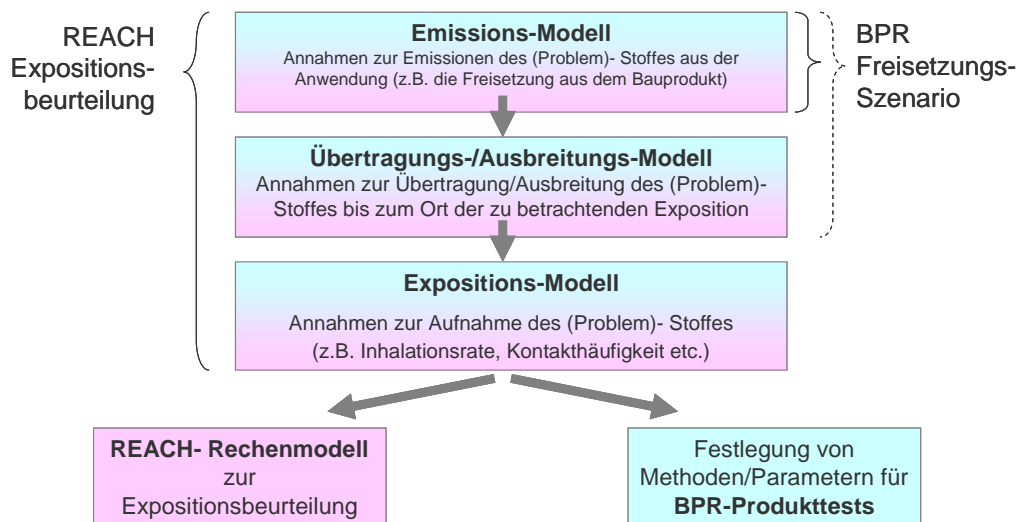 REACH
Expositions-
beurteilung
Emissions-Modell
Annahmen zur Emissionen des (Problem)- Stoffes aus der
Anwendung (z.B. die Freisetzung aus dem Bauprodukt)
BPR
Freisetzungs-
Szenario
Übertragungs-/Ausbreitungs-Modell
Annahmen zur Übertragung/Ausbreitung des (Problem)-
Stoffes bis zum Ort der zu betrachtenden Exposition
Expositions-Modell
Annahmen zur Aufnahme des (Problem)- Stoffes
(z.B. Inhalationsrate, Kontakthäufigkeit etc.)
REACH- Rechenmodell
zur
Expositionsbeurteilung
Festlegung von
Methoden/Parametern für
BPR-Produkttests